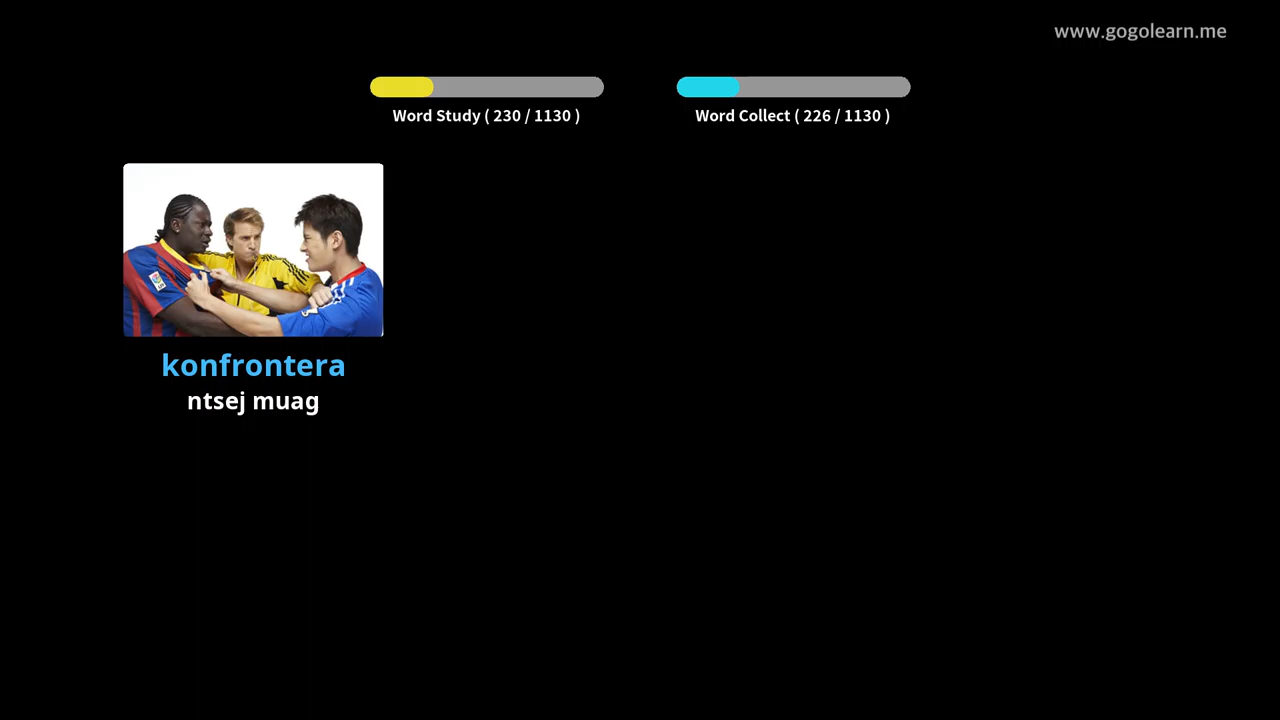 www.gogolearn.me
Word Study ( 230 / 1130 )
Word Collect ( 226 / 1130 )
konfrontera
ntsej muag